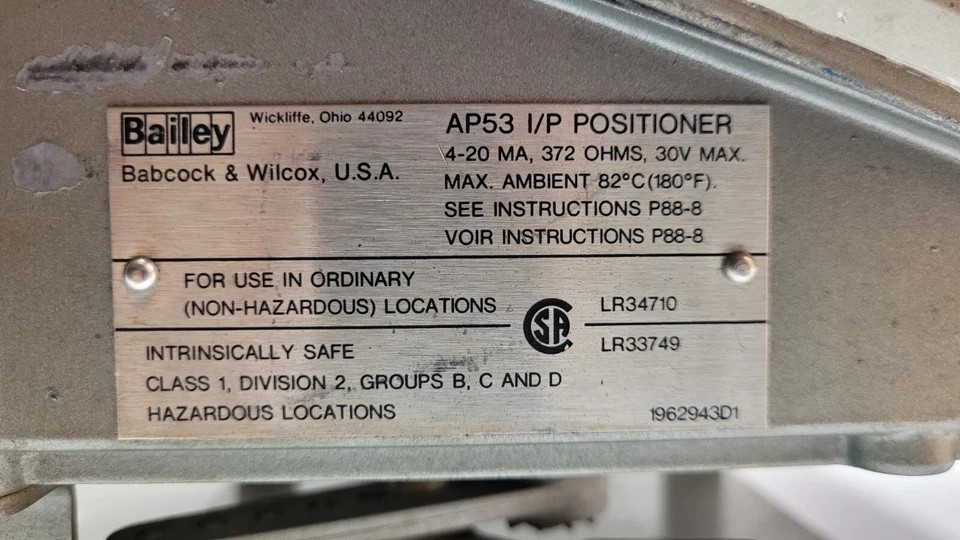 Bailey Wickliffe, Ohio 44092
Babcock & Wilcox, U.S.A.
AP53 I/P POSITIONER
4-20 MA, 372 OHMS, 30V MAX.
MAX. AMBIENT 82°C(180°F).
SEE INSTRUCTIONS P88-8
VOIR INSTRUCTIONS P88-8
FOR USE IN ORDINARY
(NON-HAZARDOUS) LOCATIONS LR34710
SA
LR33749
INTRINSICALLY SAFE
CLASS 1, DIVISION 2, GROUPS B, C AND D
HAZARDOUS LOCATIONS
1962943D1